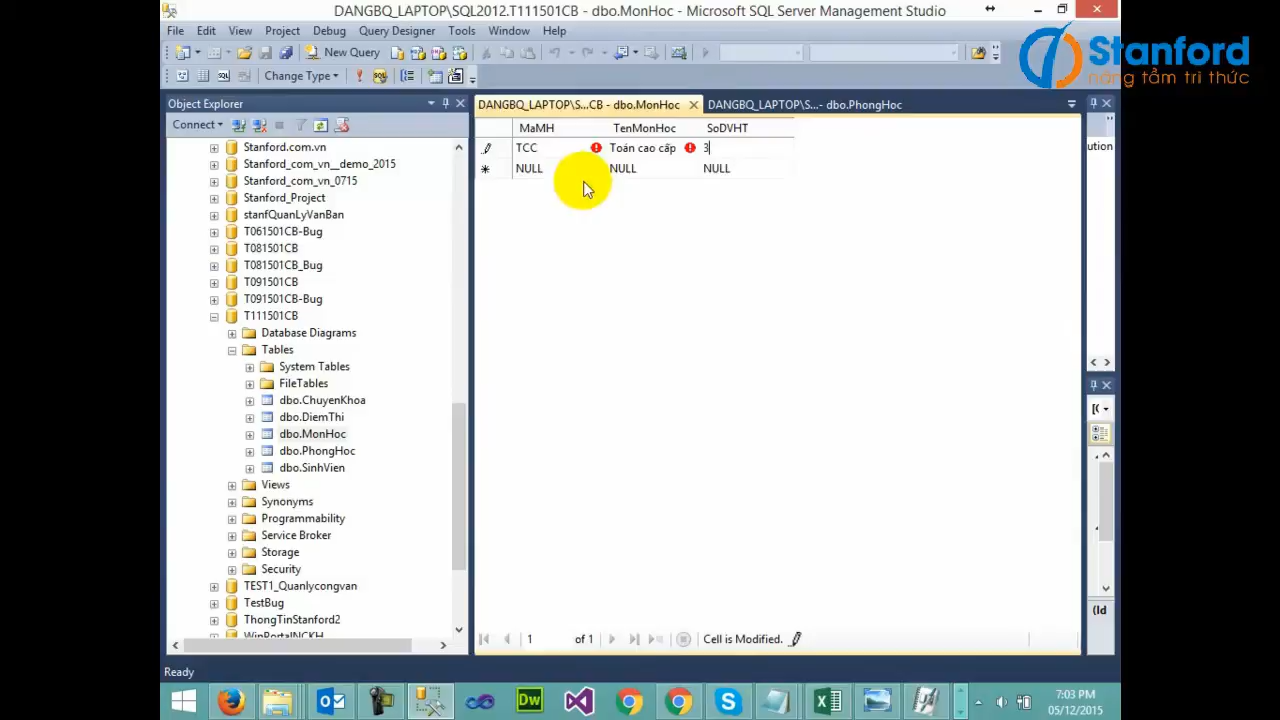 DANGBQ_LAPTOP\SQL2012.T111501CB - dbo.MonHoc - Microsoft SQL Server Management Studio
File Edit View Project Debug Query Designer Tools Window Help
New Query
Change Type
Stanford
nâng tầm tri thức
Object Explorer
Connect
Stanford.com.vn
Stanford_com_vn__demo_2015
Stanford_com_vn_0715
Stanford_Project
stanfQuanLyVanBan
T061501CB-Bug
T081501CB
T081501CB_Bug
T091501CB
T091501CB-Bug
T111501CB
Database Diagrams
Tables
System Tables
FileTables
dbo.ChuyenKhoa
dbo.DiemThi
dbo.MonHoc
dbo.PhongHoc
dbo.SinhVien
Views
Synonyms
Programmability
Service Broker
Storage
Security
TEST1_Quanlycongvan
TestBug
ThongTinStanford2
WinPortalNCKH
DANGBQ_LAPTOP\S...CB - dbo.MonHoc DANGBQ_LAPTOP\S...- dbo.PhongHoc
MaMH TenMonHoc SoDVHT
TCC Toán cao cấp 3
NULL NULL NULL
1 of 1 Cell is Modified.
ution
[(
(Id
Ready
Dw
7:03 PM
05/12/2015